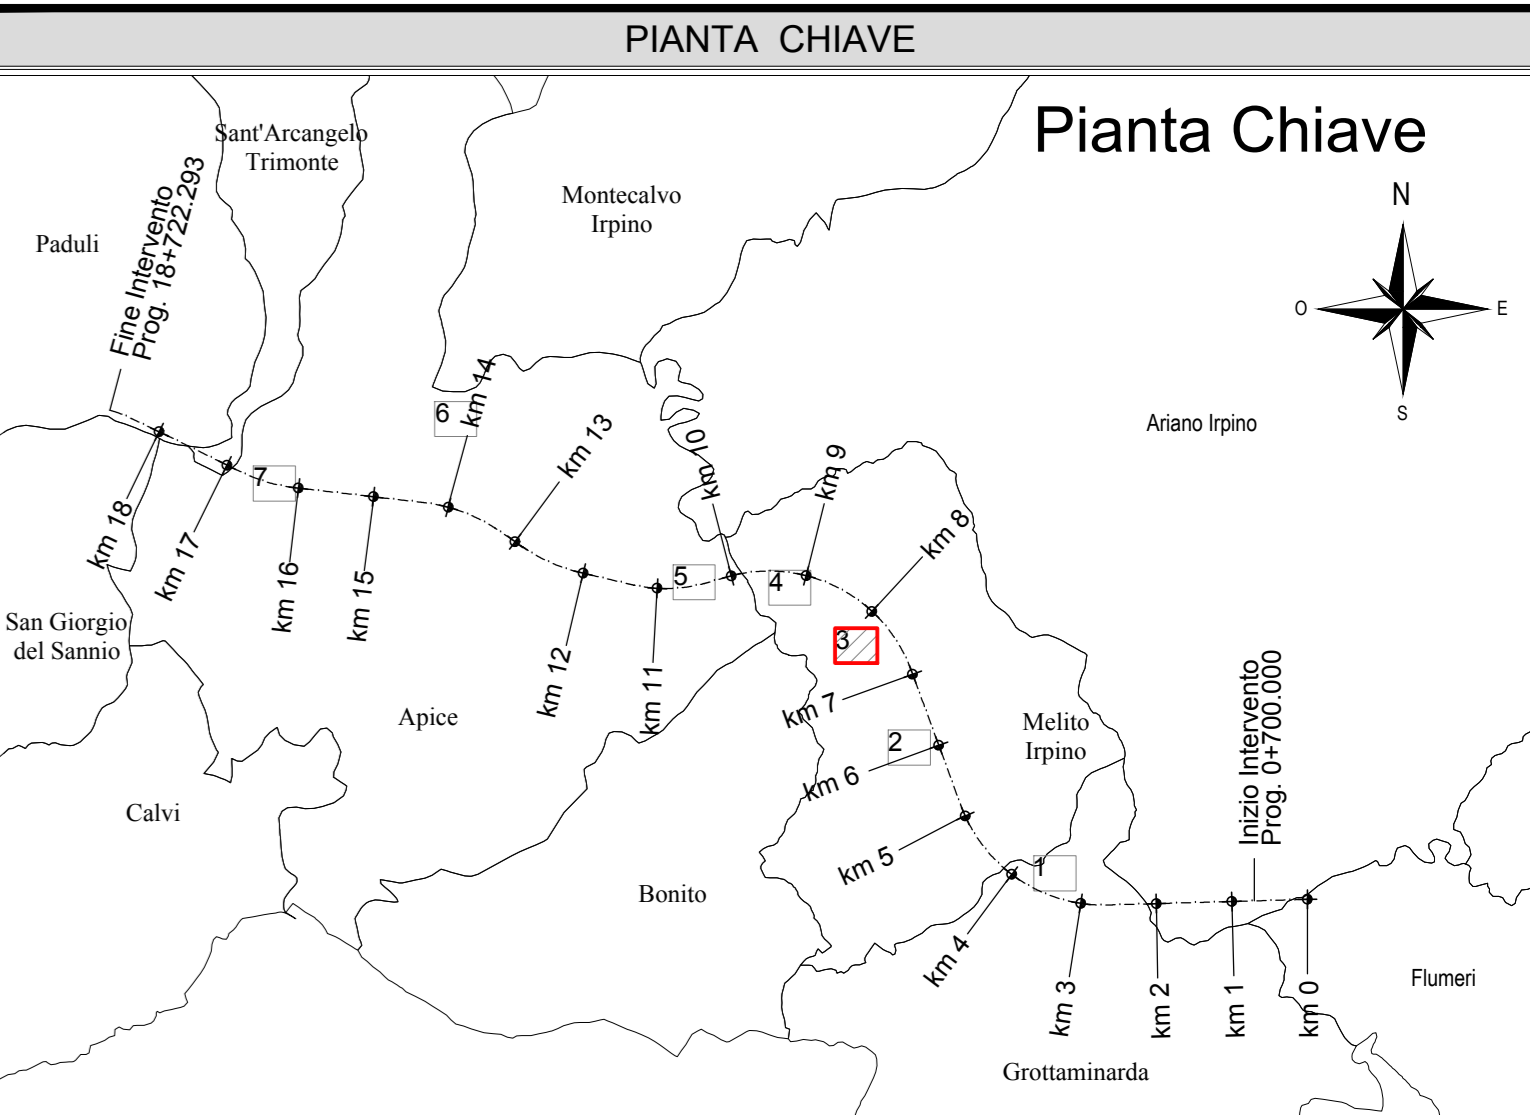 PIANTA CHIAVE
Pianta Chiave
Sant'Arcangelo
Trimonte
Montecalvo
Irpino
Paduli
Fine Intervento
Prog. 18+722.293
N
O
E
S
Ariano Irpino
6
km 14
km 13
km 10
km 9
7
km 8
km 18
km 17
km 16
km 15
5
4
San Giorgio
del Sannio
3
km 12
km 11
km 7
Apice
2
Melito
Irpino
Inizio Intervento
Prog. 0+700.000
km 6
Calvi
km 5
1
Bonito
km 4
km 3
km 2
km 1
km 0
Flumeri
Grottaminarda